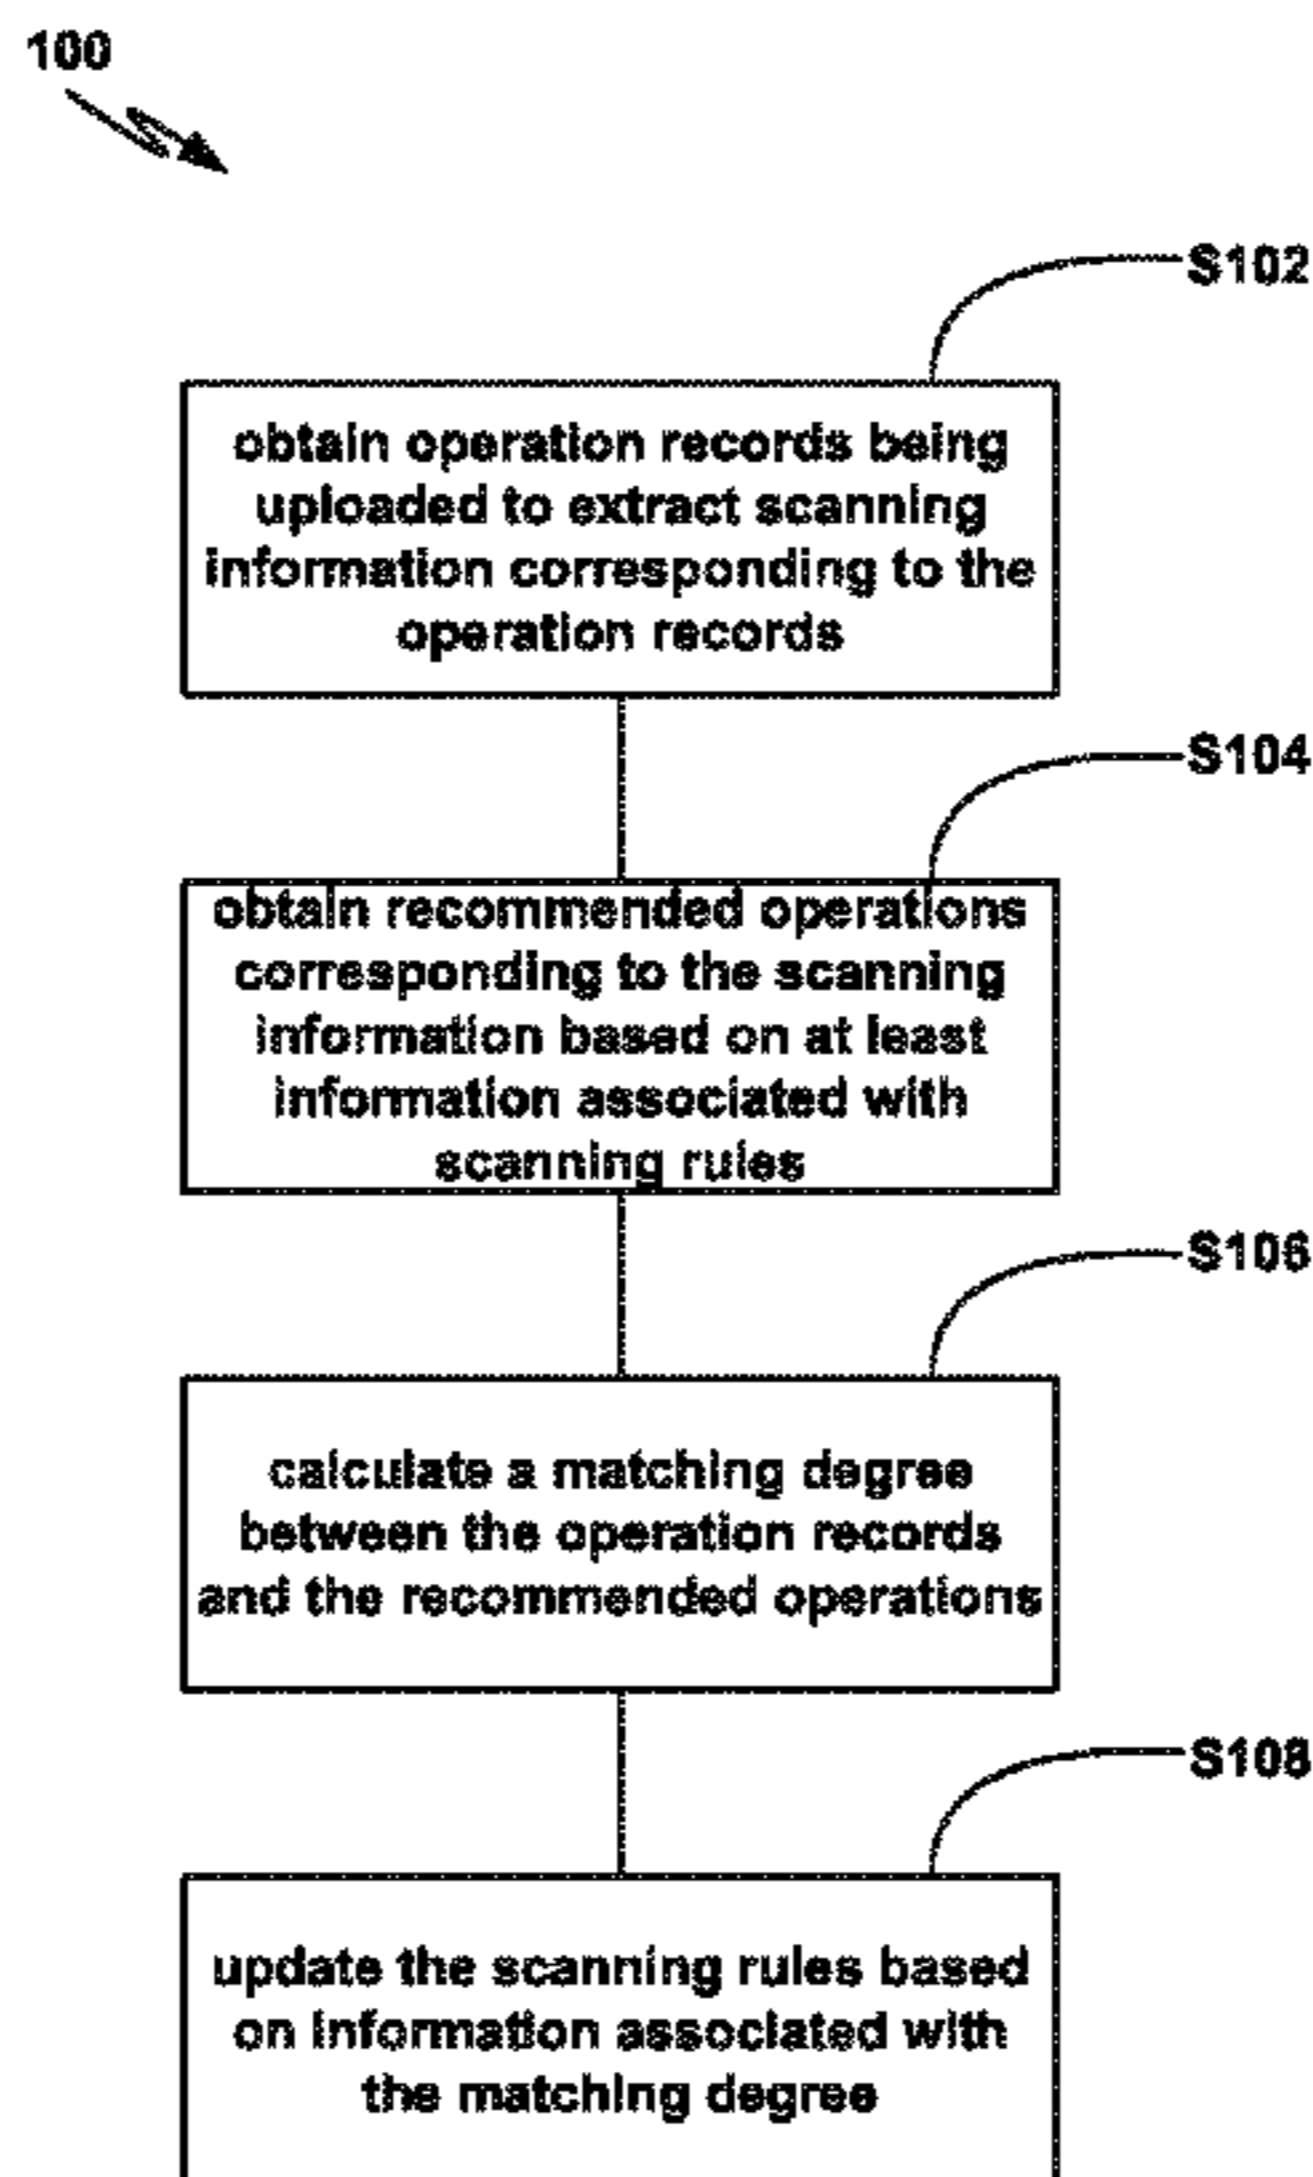 100
S102
obtain operation records being
uploaded to extract scanning
information corresponding to the
operation records
S104
obtain recommended operations
corresponding to the scanning
information based on at least
information associated with
scanning rules
S106
calculate a matching degree
between the operation records
and the recommended operations
S108
update the scanning rules based
on information associated with
the matching degree